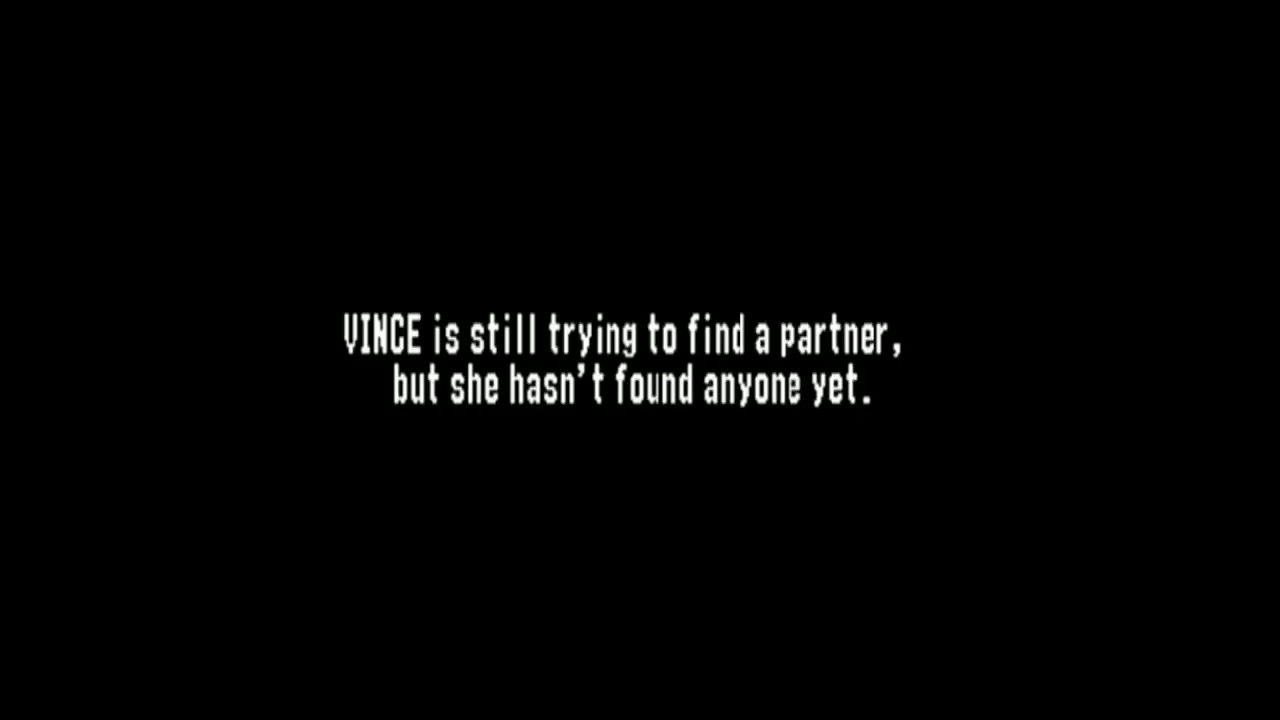 VINCE is still trying to find a partner,
but she hasn't found anyone yet.